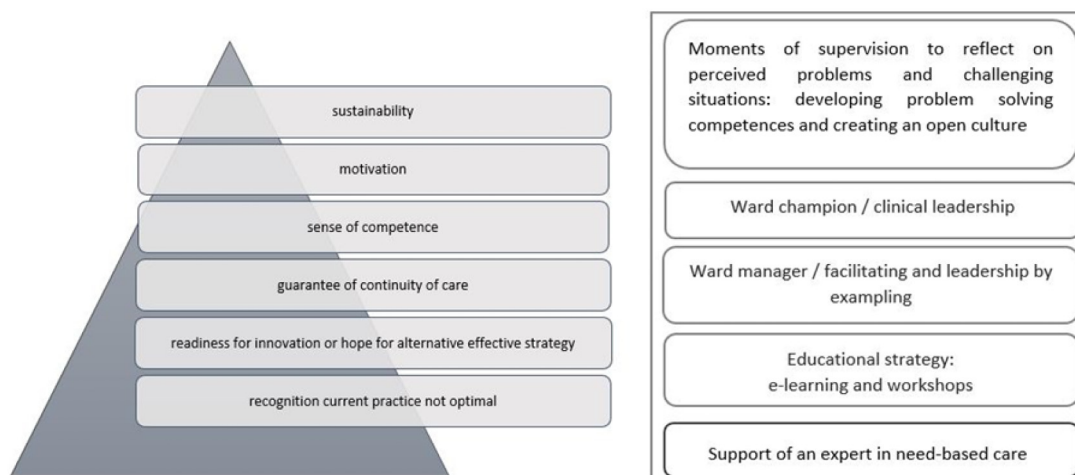 sustainability
motivation
sense of competence
guarantee of continuity of care
readiness for innovation or hope for alternative effective strategy
recognition current practice not optimal
Moments of supervision to reflect on
perceived problems and challenging
situations: developing problem solving
competences and creating an open culture
Ward champion / clinical leadership
Ward manager / facilitating and leadership by
exampling
Educational strategy:
e-learning and workshops
Support of an expert in need-based care